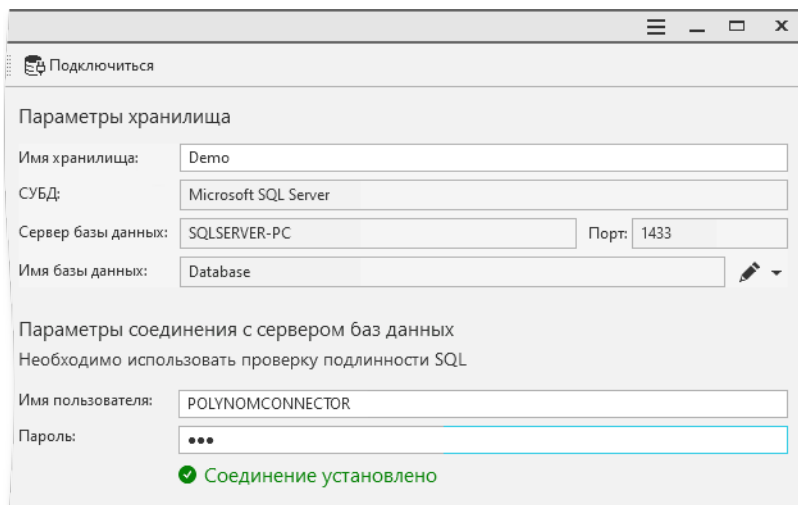 Подключиться
Параметры хранилища
Имя хранилища: Demo
СУБД: Microsoft SQL Server
Сервер базы данных: SQLSERVER-PC Порт: 1433
Имя базы данных: Database
Параметры соединения с сервером баз данных
Необходимо использовать проверку подлинности SQL
Имя пользователя: POLYNOMCONNECTOR
Пароль: •••
Соединение установлено